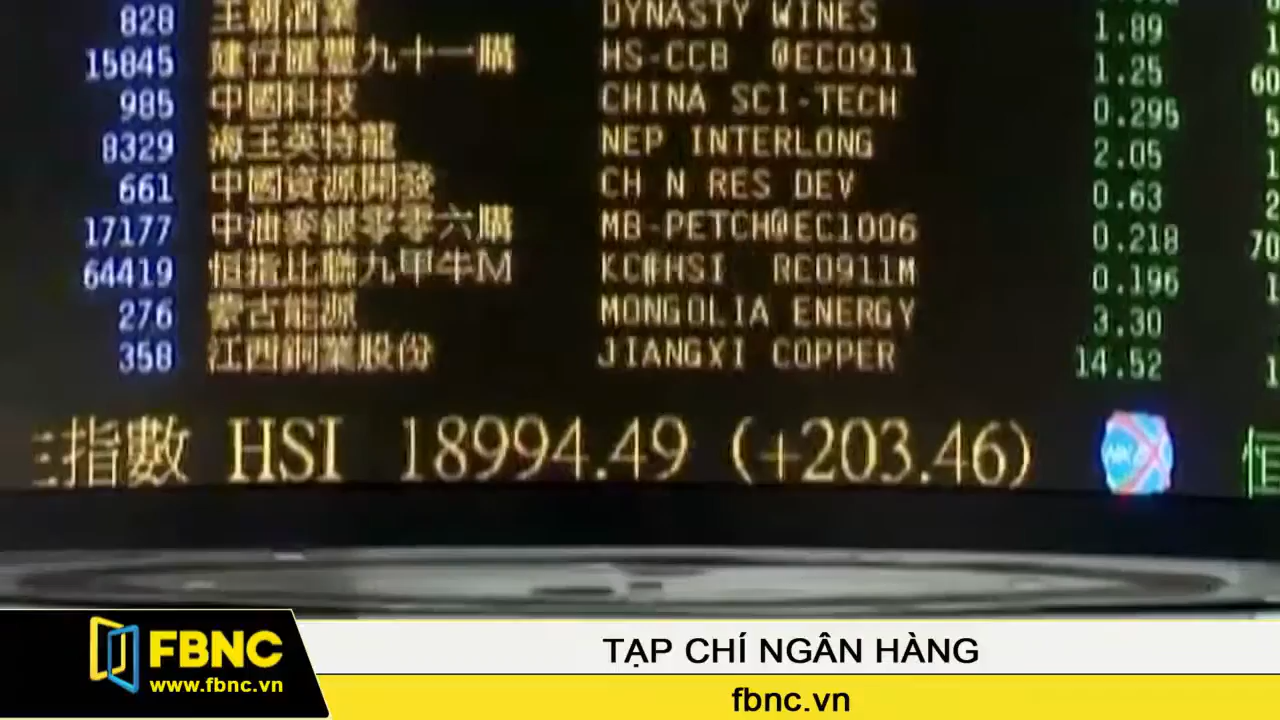 828 王朝酒業 DYNASTY WINES 1.89
15845 建行匯豐九十一購 HS-CCB @EC0911 1.25
985 中國科技 CHINA SCI-TECH 0.295
8329 海王英特龍 NEP INTERLONG 2.05
661 中國資源開發 CH N RES DEV 0.63
17177 中油麥銀零零六購 MB-PETCH@EC1006 0.218
64419 恒指比聯九甲牛M KC#HSI RC0911M 0.196
276 蒙古能源 MONGOLIA ENERGY 3.30
358 江西銅業股份 JIANGXI COPPER 14.52
指數 HSI 18994.49 (+203.46) 恒
FBNC
www.fbnc.vn
TẠP CHÍ NGÂN HÀNG
fbnc.vn